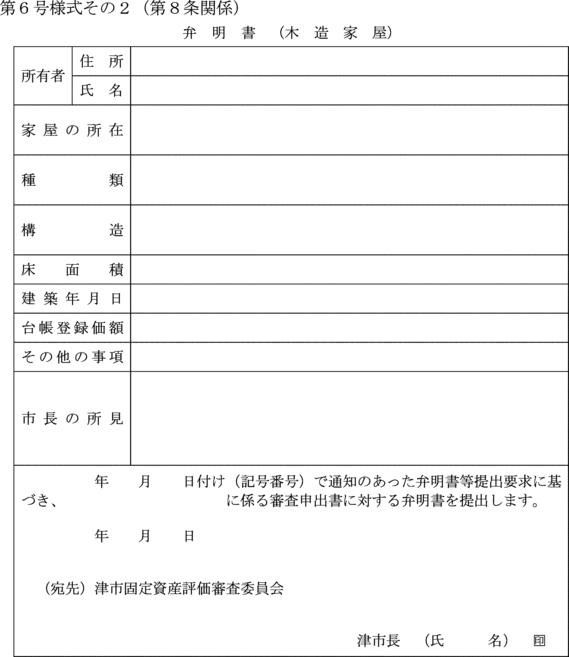 第６号様式その２（第８条関係）
弁　明　書　（木　造　家　屋）
所有者
住　所
氏　名
家屋の所在
種　　　類
構　　　造
床　面　積
建築年月日
台帳登録価額
その他の事項
市長の所見
年　　月　　日付け（記号番号）で通知のあった弁明書等提出要求に基
づき、　　　　　　　　　　　に係る審査申出書に対する弁明書を提出します。
年　　月　　日
（宛先）津市固定資産評価審査委員会
津市長　（氏　　　名）　印